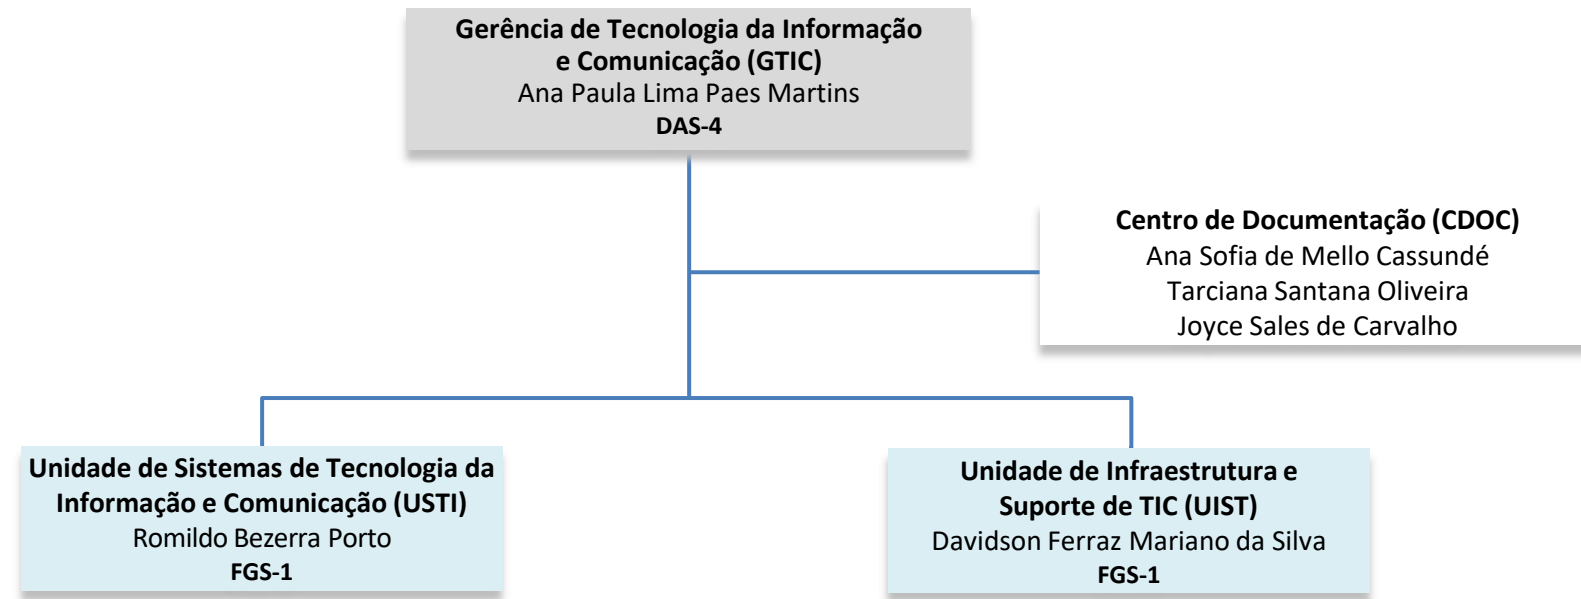 Gerência de Tecnologia da Informação
e Comunicação (GTIC)
Ana Paula Lima Paes Martins
DAS-4
Centro de Documentação (CDOC)
Ana Sofia de Mello Cassundé
Tarciana Santana Oliveira
Joyce Sales de Carvalho
Unidade de Sistemas de Tecnologia da
Informação e Comunicação (USTI)
Romildo Bezerra Porto
FGS-1
Unidade de Infraestrutura e
Suporte de TIC (UIST)
Davidson Ferraz Mariano da Silva
FGS-1